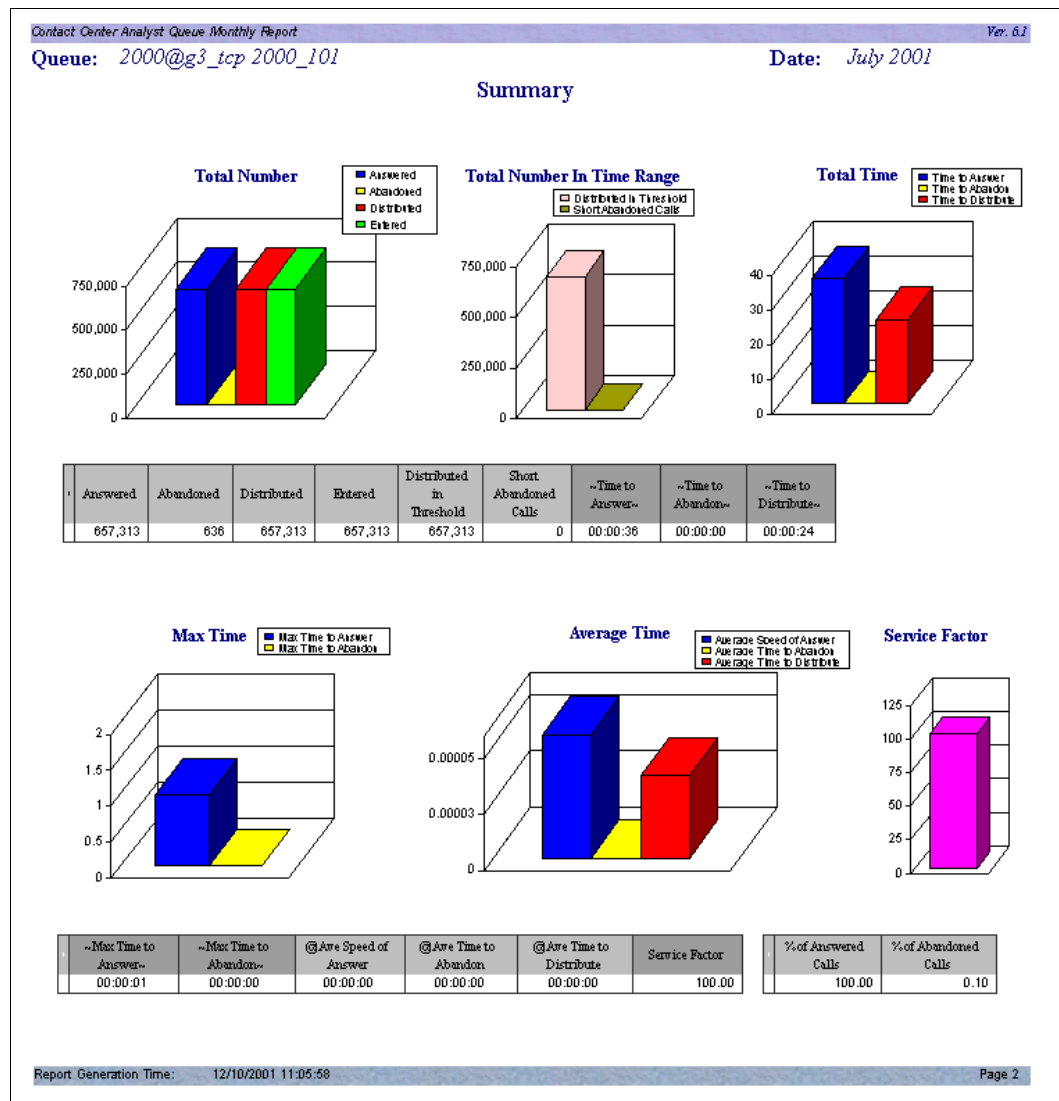 Contact Center Analyst Queue Monthly Report Ver. 6.1
Queue: 2000@g3_tcp 2000_101 Date: July 2001
Summary
Total Number
Answered
Abandoned
Distributed
Entered
750,000
500,000
250,000
0
Total Number In Time Range
Distributed in Threshold
Short Abandoned Calls
750,000
500,000
250,000
0
Total Time
Time to Answer
Time to Abandon
Time to Distribute
40
30
20
10
0
Answered Abandoned Distributed Entered Distributed in Threshold Short Abandoned Calls ~Time to Answer~ ~Time to Abandon~ ~Time to Distribute~
657,313 636 657,313 657,313 657,313 0 00:00:36 00:00:00 00:00:24
Max Time
Max Time to Answer
Max Time to Abandon
2
1.5
1
0.5
0
Average Time
Average Speed of Answer
Average Time to Abandon
Average Time to Distribute
0.00005
0.00003
0
Service Factor
125
100
75
50
25
0
~Max Time to Answer~ ~Max Time to Abandon~ @Ave Speed of Answer @Ave Time to Abandon @Ave Time to Distribute Service Factor %of Answered Calls %of Abandoned Calls
00:00:01 00:00:00 00:00:00 00:00:00 00:00:00 100.00 100.00 0.10
Report Generation Time: 12/10/2001 11:05:58 Page 2